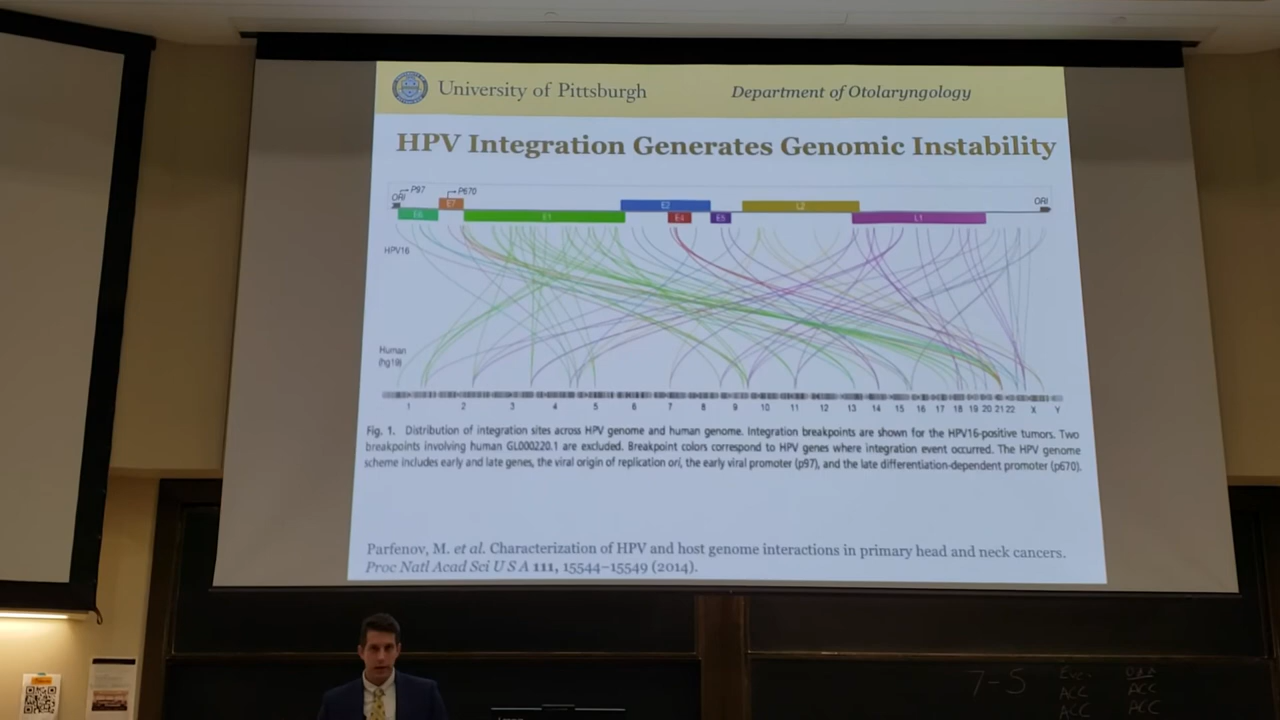 University of Pittsburgh
Department of Otolaryngology
HPV Integration Generates Genomic Instability
ORI P97 P670 ORI
E7 E2 L2
E6 E1 E4 E5 L1
HPV16
Human
(hg19)
1 2 3 4 5 6 7 8 9 10 11 12 13 14 15 16 17 18 19 20 21 22 X Y
Fig. 1. Distribution of integration sites across HPV genome and human genome. Integration breakpoints are shown for the HPV16-positive tumors. Two
breakpoints involving human GL000220.1 are excluded. Breakpoint colors correspond to HPV genes where integration event occurred. The HPV genome
scheme includes early and late genes, the viral origin of replication ori, the early viral promoter (p97), and the late differentiation-dependent promoter (p670).
Parfenov, M. et al. Characterization of HPV and host genome interactions in primary head and neck cancers.
Proc Natl Acad Sci U S A 111, 15544–15549 (2014).
7-5
ACC ACC
ACC ACC